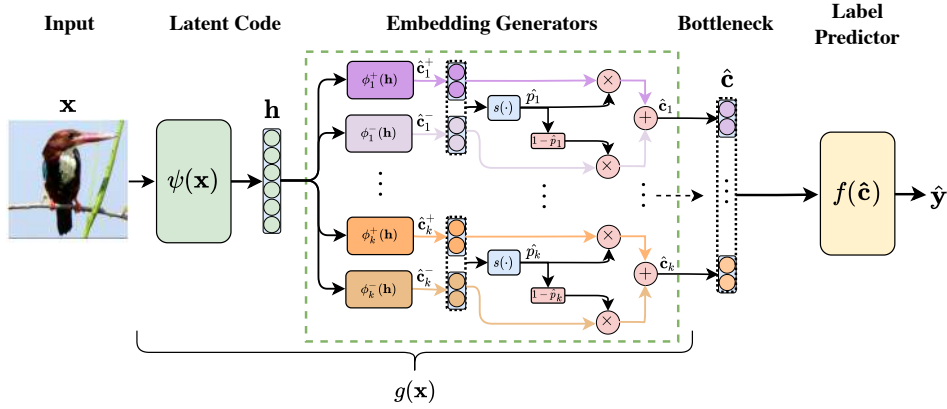 Input
Latent Code
Embedding Generators
Bottleneck
Label
Predictor
x
ψ(x)
h
ϕ₁⁺(h)
ĉ₁⁺
ϕ₁⁻(h)
ĉ₁⁻
s(·)
p̂₁
1 − p̂₁
×
×
+
ĉ₁
ϕₖ⁺(h)
ĉₖ⁺
ϕₖ⁻(h)
ĉₖ⁻
s(·)
p̂ₖ
1 − p̂ₖ
×
×
+
ĉₖ
ĉ
f(ĉ)
ŷ
g(x)